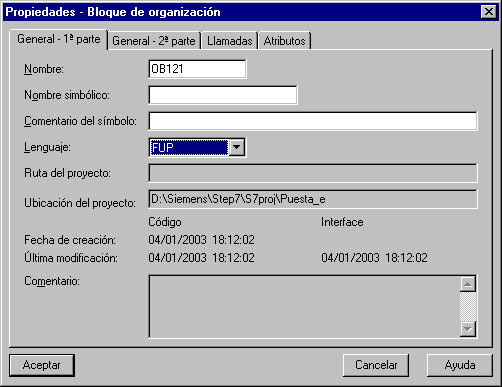 Propiedades - Bloque de organización
General - 1ª parte General - 2ª parte Llamadas Atributos
Nombre: OB121
Nombre simbólico:
Comentario del símbolo:
Lenguaje: FUP
Ruta del proyecto:
Ubicación del proyecto: D:\Siemens\Step7\S7proj\Puesta_e
Código Interface
Fecha de creación: 04/01/2003 18:12:02
Última modificación: 04/01/2003 18:12:02 04/01/2003 18:12:02
Comentario:
Aceptar Cancelar Ayuda